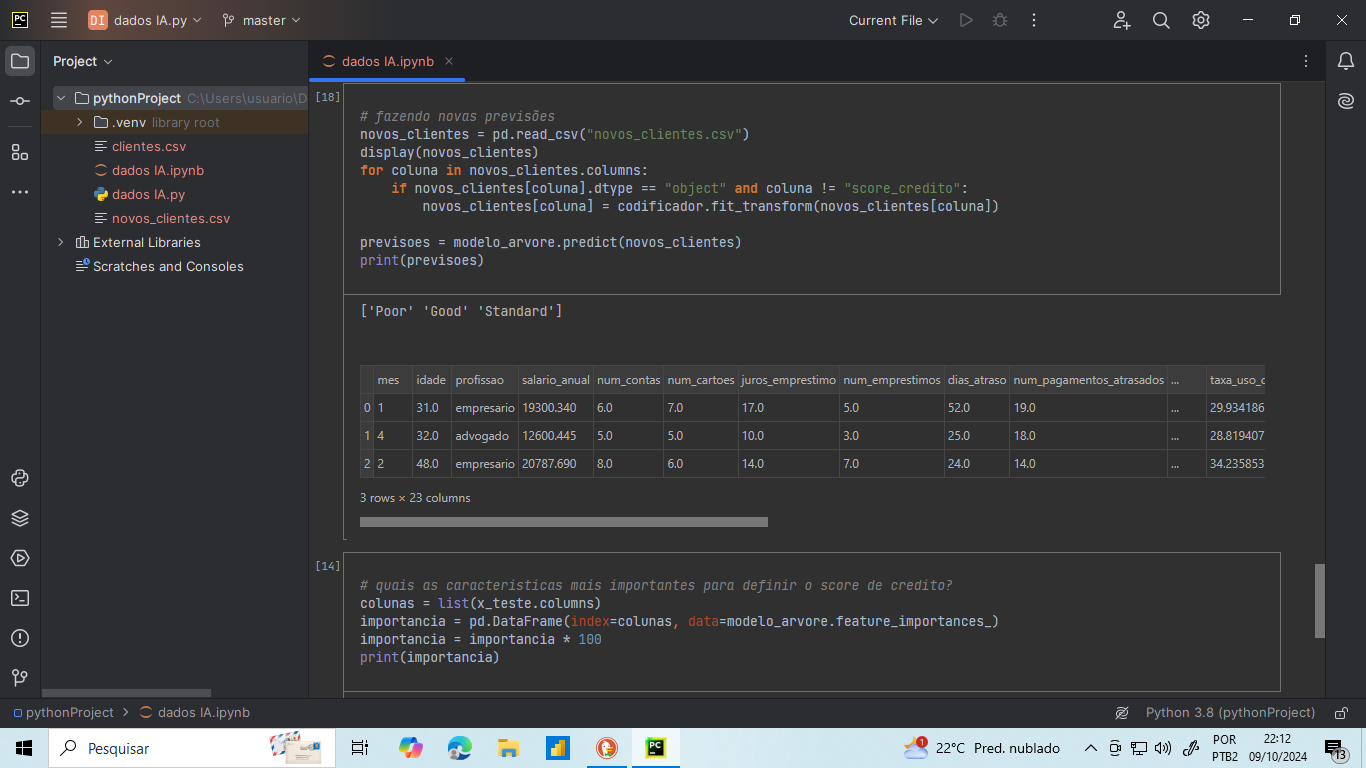 PC
DI dados IA.py master Current File
Project
dados IA.ipynb
pythonProject C:\Users\usuario\D
.venv library root
clientes.csv
dados IA.ipynb
dados IA.py
novos_clientes.csv
External Libraries
Scratches and Consoles
[18]
# fazendo novas previsões
novos_clientes = pd.read_csv("novos_clientes.csv")
display(novos_clientes)
for coluna in novos_clientes.columns:
    if novos_clientes[coluna].dtype == "object" and coluna != "score_credito":
        novos_clientes[coluna] = codificador.fit_transform(novos_clientes[coluna])
previsoes = modelo_arvore.predict(novos_clientes)
print(previsoes)
['Poor' 'Good' 'Standard']
mes idade profissao salario_anual num_contas num_cartoes juros_emprestimo num_emprestimos dias_atraso num_pagamentos_atrasados ... taxa_uso_c
0 1 31.0 empresario 19300.340 6.0 7.0 17.0 5.0 52.0 19.0 ... 29.934186
1 4 32.0 advogado 12600.445 5.0 5.0 10.0 3.0 25.0 18.0 ... 28.819407
2 2 48.0 empresario 20787.690 8.0 6.0 14.0 7.0 24.0 14.0 ... 34.235853
3 rows × 23 columns
[14]
# quais as caracteristicas mais importantes para definir o score de credito?
colunas = list(x_teste.columns)
importancia = pd.DataFrame(index=colunas, data=modelo_arvore.feature_importances_)
importancia = importancia * 100
print(importancia)
pythonProject > dados IA.ipynb Python 3.8 (pythonProject)
Pesquisar
PC
1
22°C Pred. nublado
POR
PTB2
22:12
09/10/2024
13